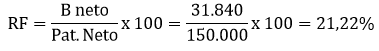 RF = B neto / Pat. Neto x 100 = 31.840 / 150.000 x 100 = 21,22%